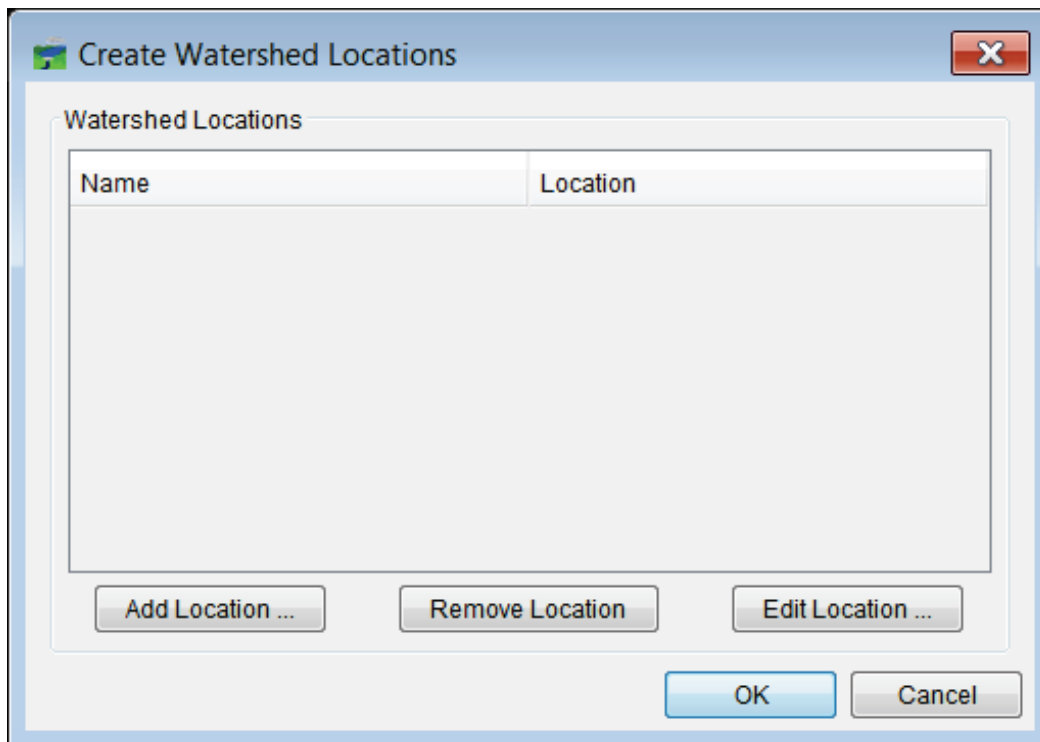 Create Watershed Locations
Watershed Locations
Name Location
Add Location ... Remove Location Edit Location ...
OK Cancel